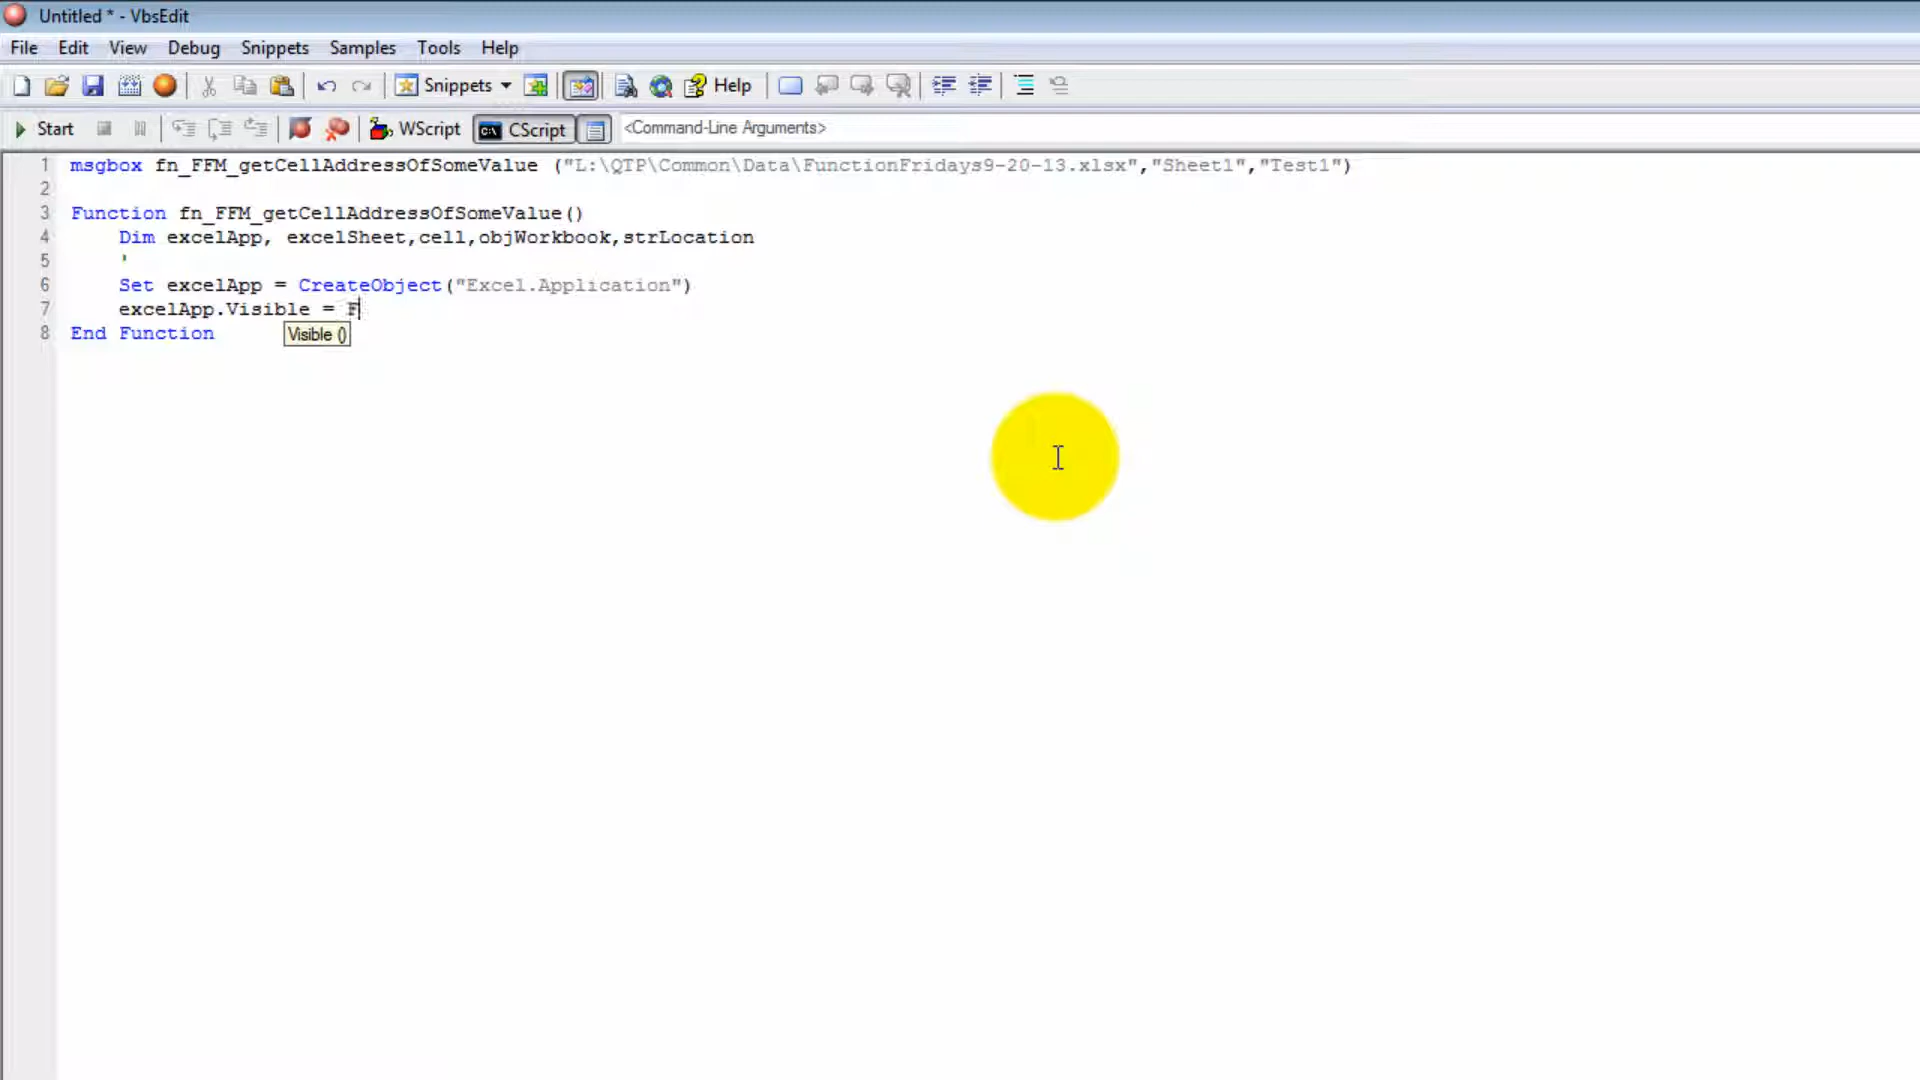 Untitled * - VbsEdit
File Edit View Debug Snippets Samples Tools Help
Snippets Help
Start WScript CScript <Command-Line Arguments>
1 msgbox fn_FFM_getCellAddressOfSomeValue ("L:\QTP\Common\Data\FunctionFridays9-20-13.xlsx","Sheet1","Test1")
2
3 Function fn_FFM_getCellAddressOfSomeValue()
4 Dim excelApp, excelSheet,cell,objWorkbook,strLocation
5 '
6 Set excelApp = CreateObject("Excel.Application")
7 excelApp.Visible = F
8 End Function
Visible ()